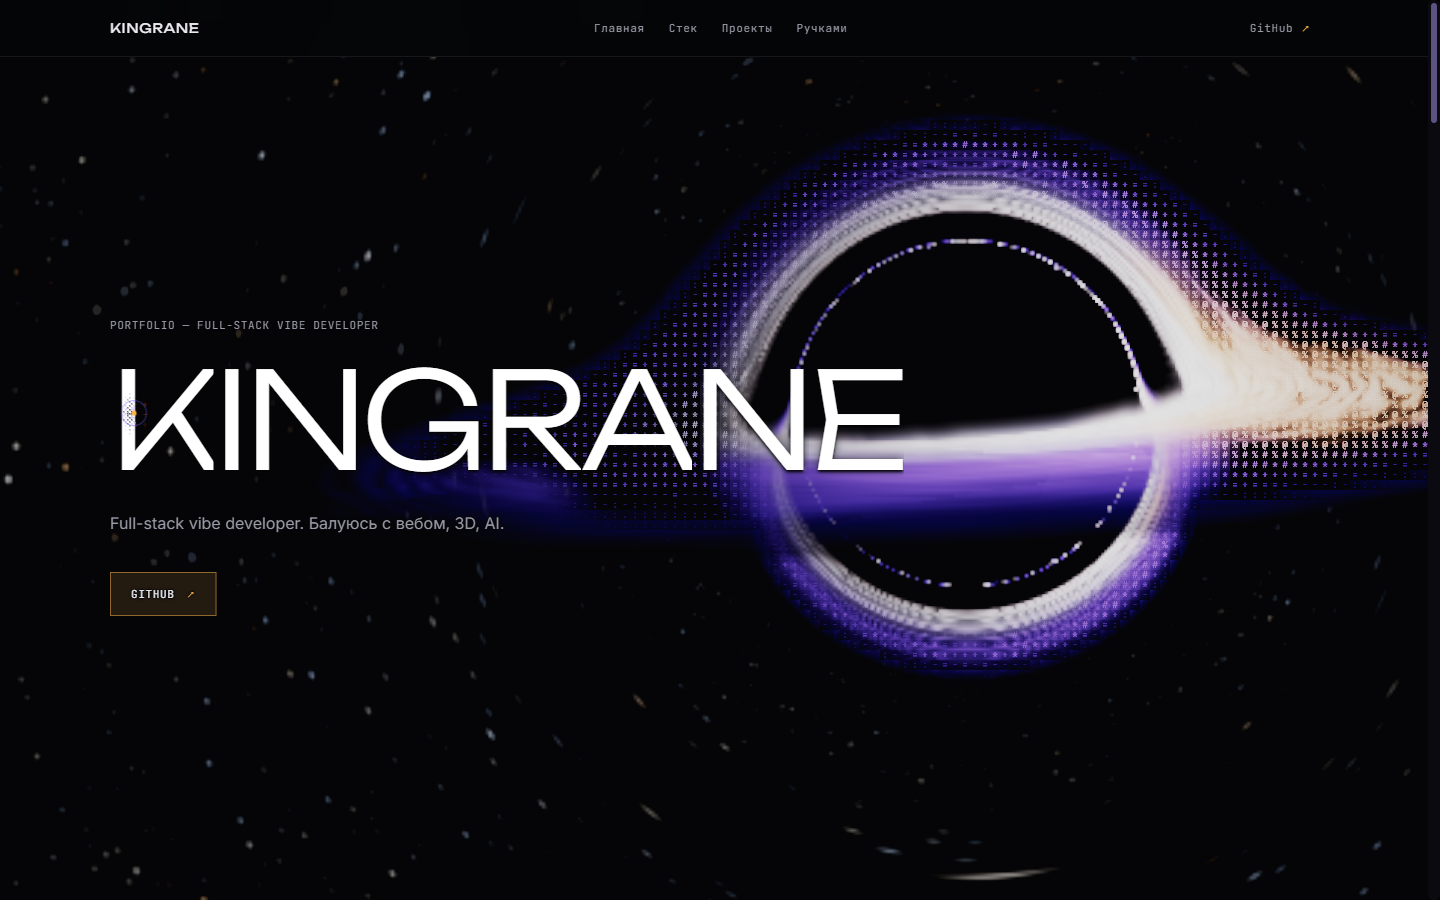 KINGRANE
Главная Стек Проекты Ручками
GitHub ↗
PORTFOLIO — FULL-STACK VIBE DEVELOPER
KINGRANE
Full-stack vibe developer. Балуюсь с вебом, 3D, AI.
GITHUB ↗